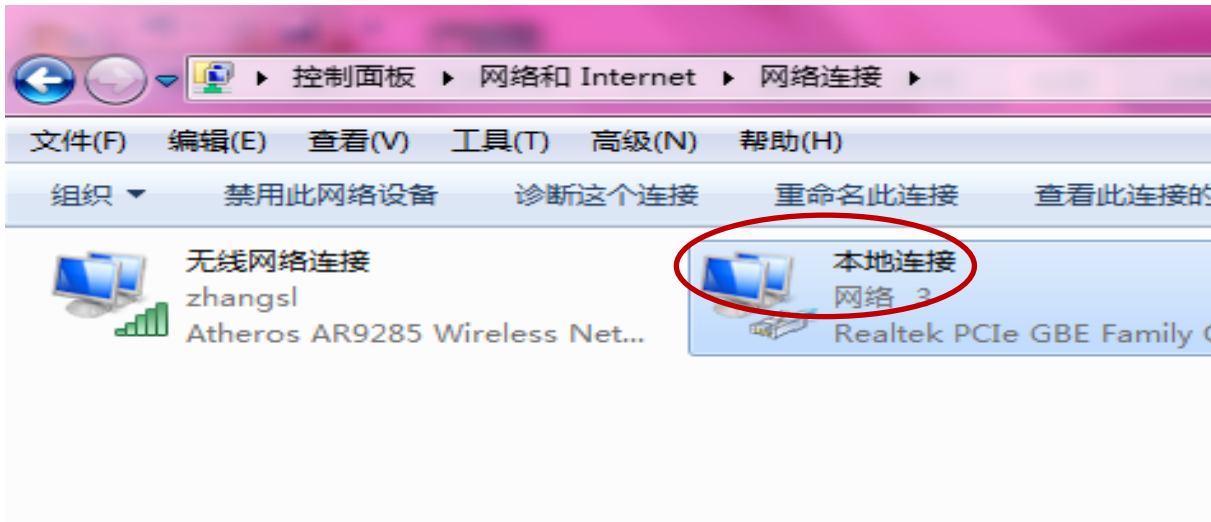 控制面板 ▸ 网络和 Internet ▸ 网络连接 ▸
文件(F) 编辑(E) 查看(V) 工具(T) 高级(N) 帮助(H)
组织 禁用此网络设备 诊断这个连接 重命名此连接 查看此连接的
无线网络连接
zhangsl
Atheros AR9285 Wireless Net...
本地连接
网络 3
Realtek PCIe GBE Family